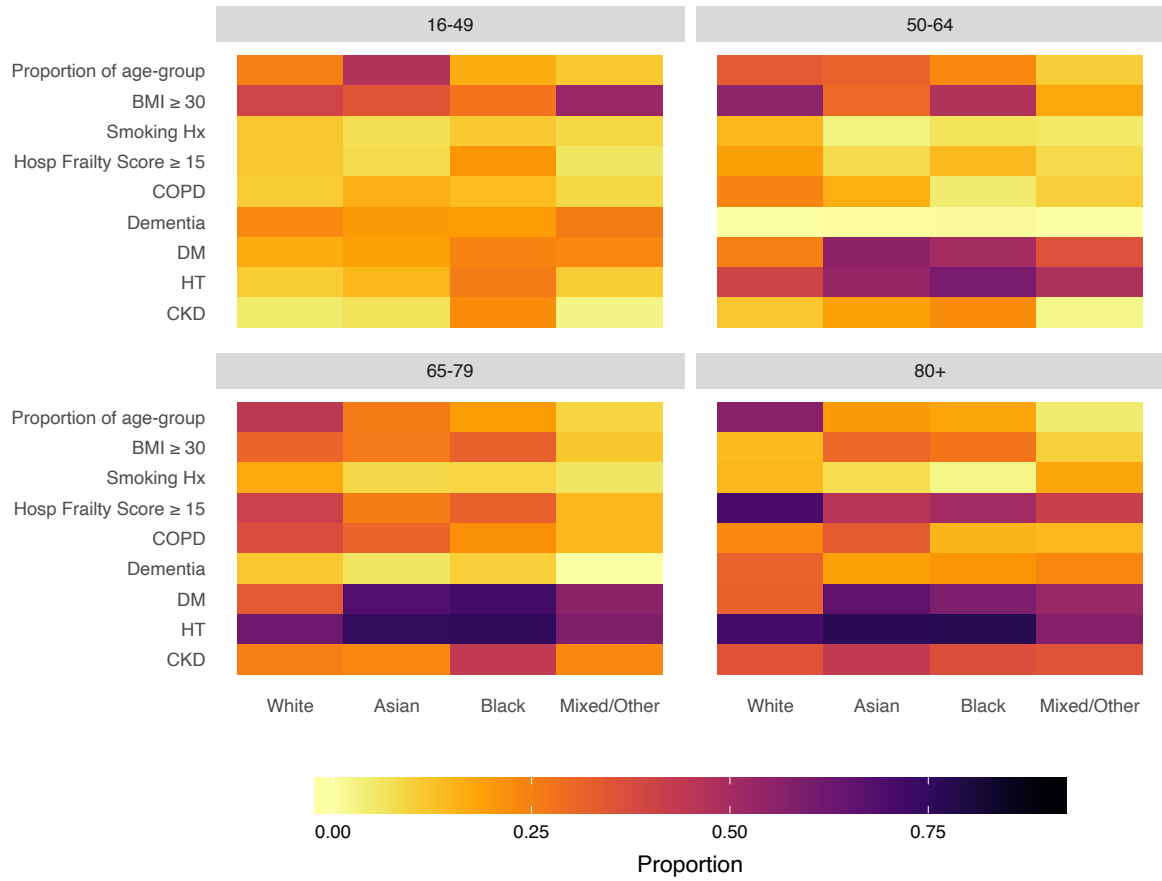 16-49
50-64
Proportion of age-group
BMI ≥ 30
Smoking Hx
Hosp Frailty Score ≥ 15
COPD
Dementia
DM
HT
CKD
65-79
80+
Proportion of age-group
BMI ≥ 30
Smoking Hx
Hosp Frailty Score ≥ 15
COPD
Dementia
DM
HT
CKD
White Asian Black Mixed/Other
White Asian Black Mixed/Other
0.00 0.25 0.50 0.75
Proportion